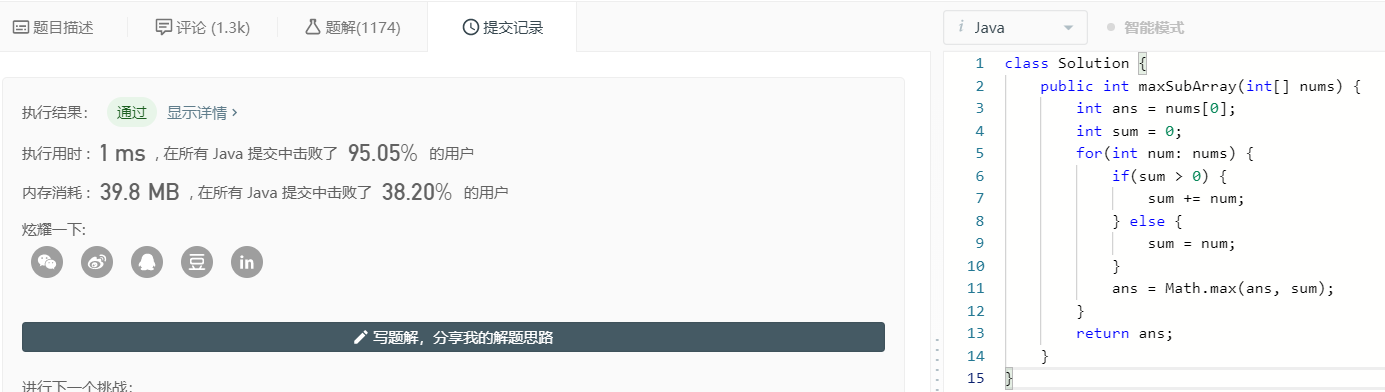 题目描述
评论 (1.3k)
题解(1174)
提交记录
执行结果：
通过
显示详情 ›
执行用时 : 1 ms , 在所有 Java 提交中击败了 95.05% 的用户
内存消耗 : 39.8 MB , 在所有 Java 提交中击败了 38.20% 的用户
炫耀一下:
豆
in
写题解，分享我的解题思路
进行下一个挑战：
i Java
智能模式
1 class Solution {
2 public int maxSubArray(int[] nums) {
3 int ans = nums[0];
4 int sum = 0;
5 for(int num: nums) {
6 if(sum > 0) {
7 sum += num;
8 } else {
9 sum = num;
10 }
11 ans = Math.max(ans, sum);
12 }
13 return ans;
14 }
15 }